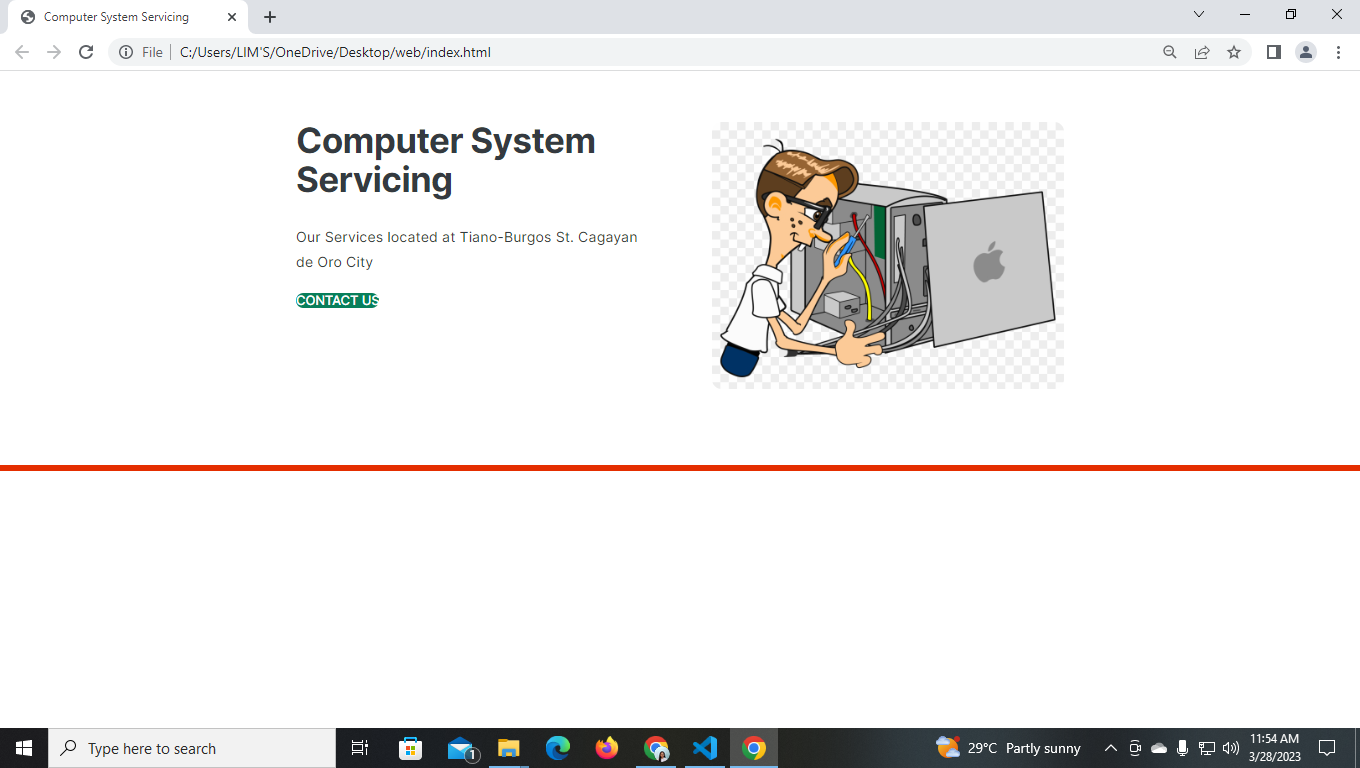 Computer System Servicing
File
C:/Users/LIM'S/OneDrive/Desktop/web/index.html
Computer System
Servicing
Our Services located at Tiano-Burgos St. Cagayan
de Oro City
CONTACT US
Type here to search
1
29°C Partly sunny
11:54 AM
3/28/2023